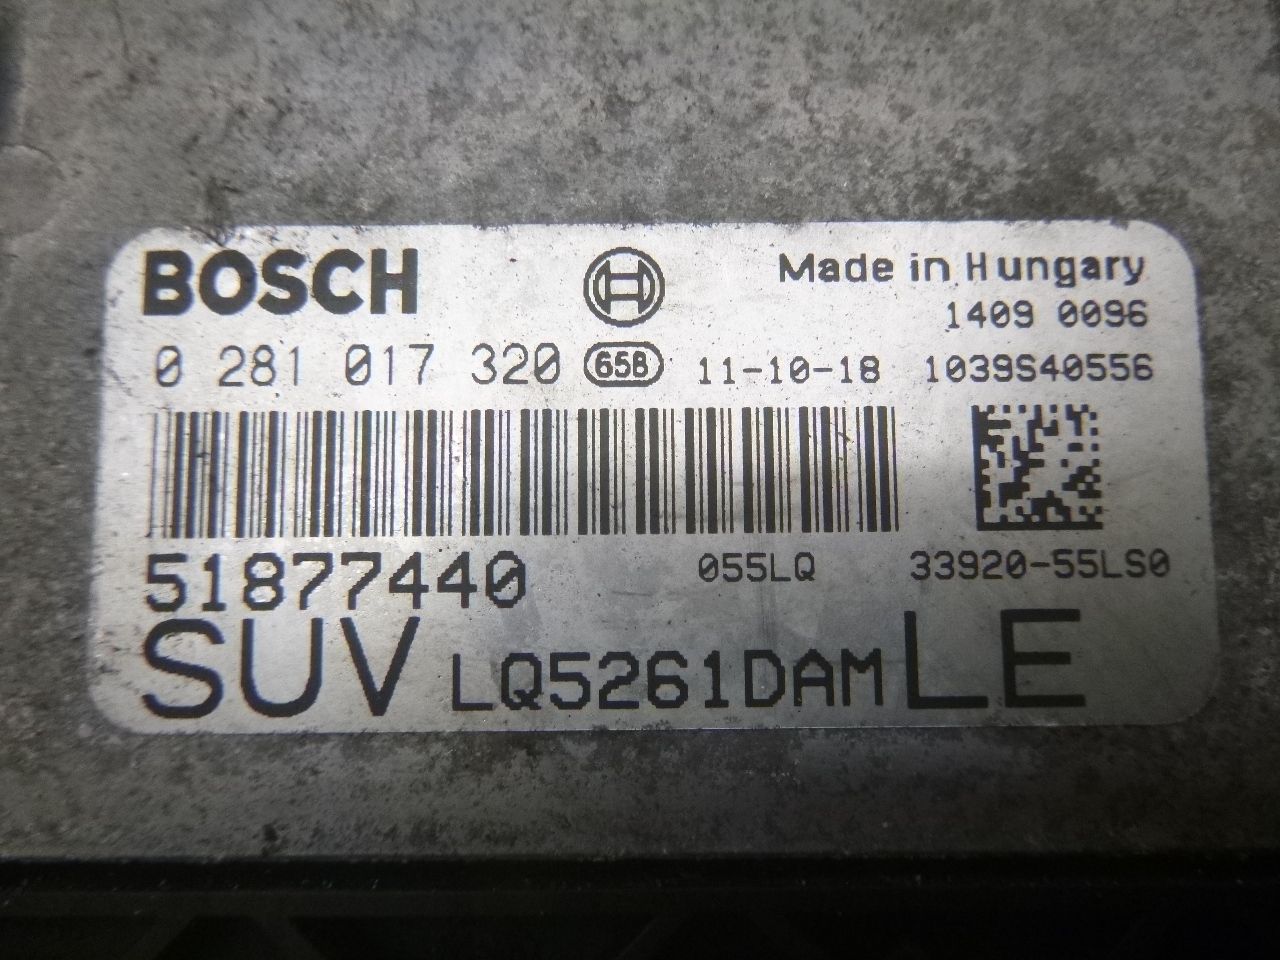 BOSCH
Made in Hungary
1409 0096
0 281 017 320 65B 11-10-18 1039S40556
51877440 055LQ 33920-55LS0
SUV LQ5261DAM LE